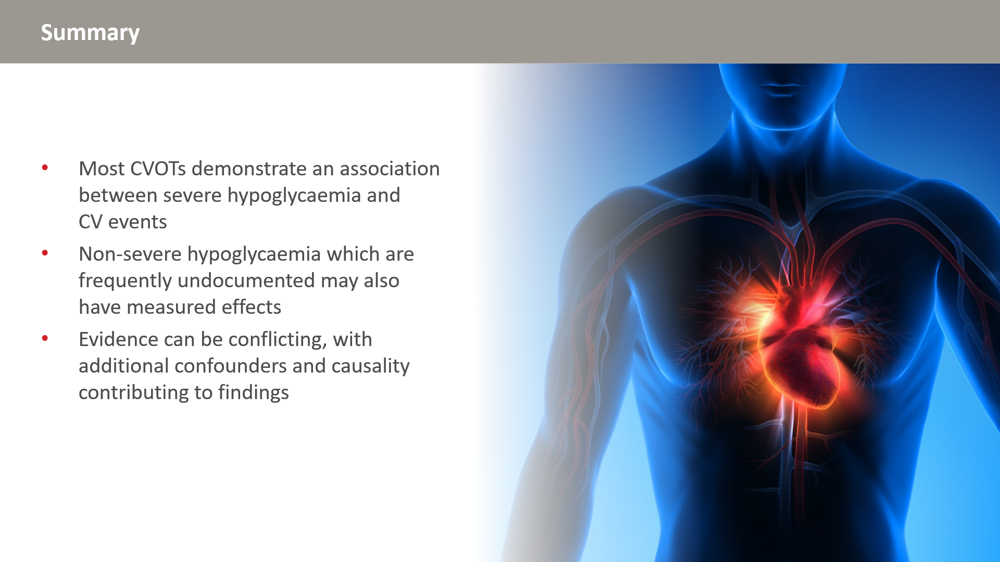 Summary
• Most CVOTs demonstrate an association
between severe hypoglycaemia and
CV events
• Non-severe hypoglycaemia which are
frequently undocumented may also
have measured effects
• Evidence can be conflicting, with
additional confounders and causality
contributing to findings